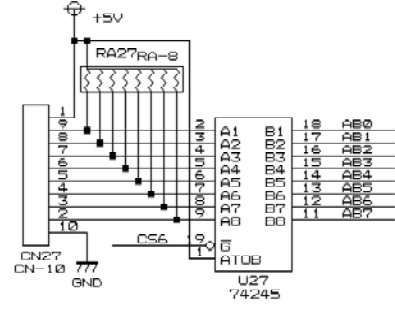 +5V
RA27 RA-8
1
9 2 A1 B1 18 AB0
8 3 A2 B2 17 AB1
7 4 A3 B3 16 AB2
6 5 A4 B4 15 AB3
5 6 A5 B5 14 AB4
4 7 A6 B6 13 AB5
3 8 A7 B7 12 AB6
2 9 A8 B8 11 AB7
10
CS6 19 G
1 ATOB
CN27
CN-10
GND
U27
74245